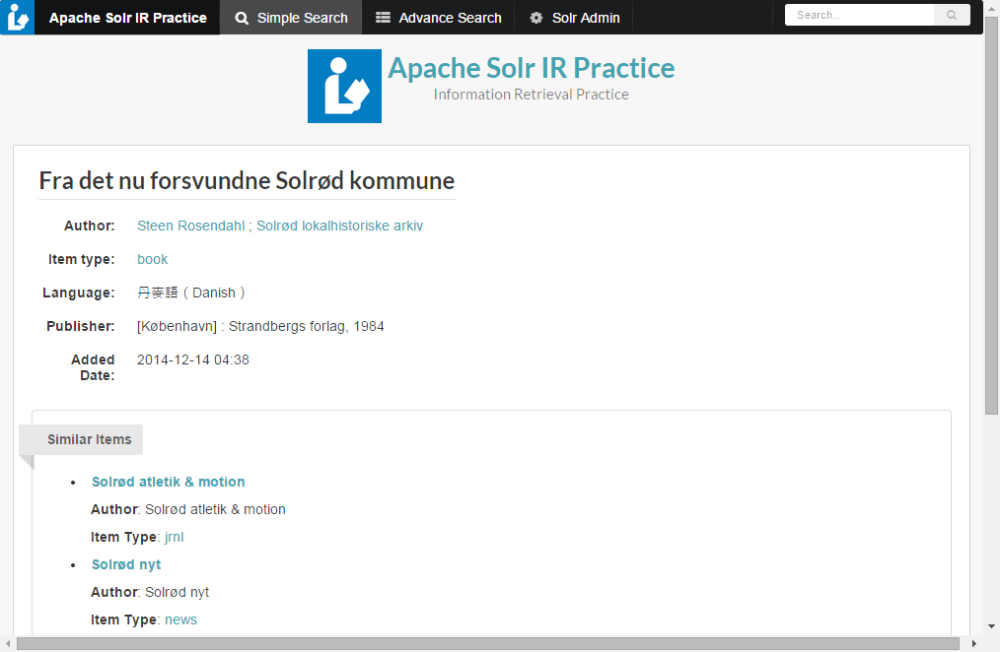 Apache Solr IR Practice Simple Search Advance Search Solr Admin Search...
Apache Solr IR Practice
Information Retrieval Practice
Fra det nu forsvundne Solrød kommune
Author: Steen Rosendahl ; Solrød lokalhistoriske arkiv
Item type: book
Language: 丹麥語 ( Danish )
Publisher: [København] : Strandbergs forlag, 1984
Added 2014-12-14 04:38
Date:
Similar Items
• Solrød atletik & motion
Author: Solrød atletik & motion
Item Type: jrnl
• Solrød nyt
Author: Solrød nyt
Item Type: news